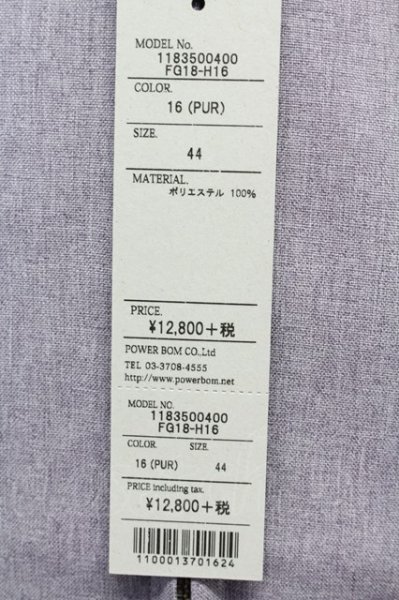 MODEL No.
1183500400
FG18-H16
COLOR.
16 (PUR)
SIZE.
44
MATERIAL.
ポリエステル 100%
PRICE.
¥12,800+税
POWER BOM CO.,Ltd
TEL 03-3708-4555
http://www.powerbom.net
MODEL NO.
1183500400
FG18-H16
COLOR. SIZE.
16 (PUR) 44
PRICE including tax.
¥12,800+税
1100013701624